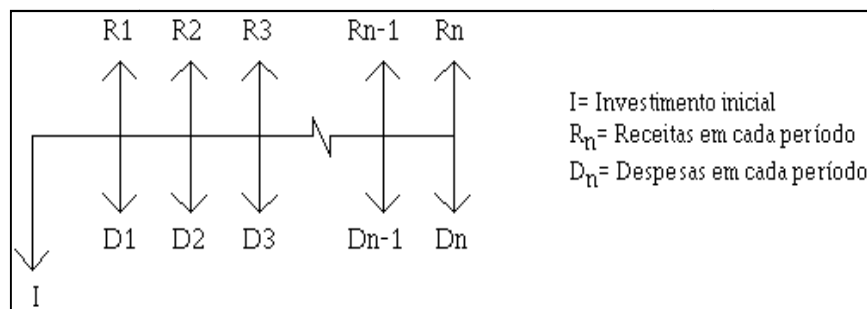 R1 R2 R3 Rn-1 Rn
I= Investimento inicial
Rn= Receitas em cada período
Dn= Despesas em cada período
D1 D2 D3 Dn-1 Dn
I